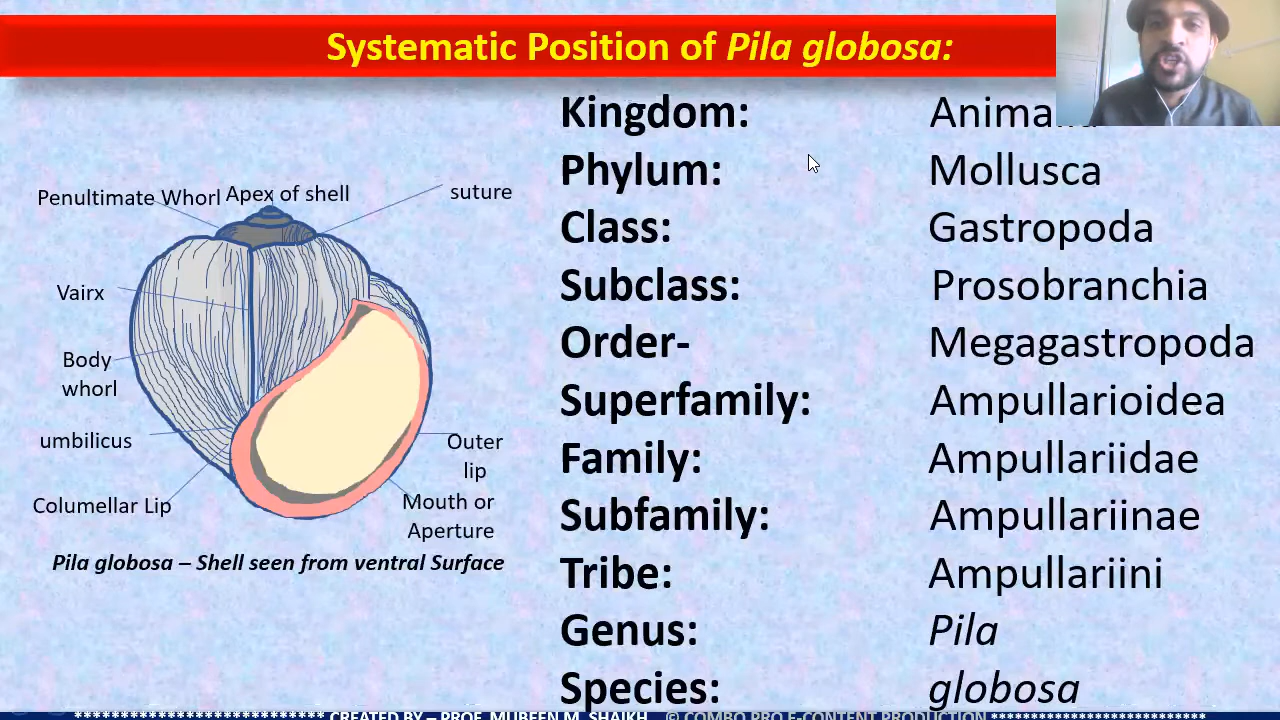 Systematic Position of Pila globosa:
Kingdom:
Phylum: Mollusca
Class: Gastropoda
Subclass: Prosobranchia
Order- Megagastropoda
Superfamily: Ampullarioidea
Family: Ampullariidae
Subfamily: Ampullariinae
Tribe: Ampullariini
Genus: Pila
Species: globosa
Penultimate Whorl
Apex of shell
suture
Vairx
Body
whorl
umbilicus
Columellar Lip
Outer
lip
Mouth or
Aperture
Pila globosa – Shell seen from ventral Surface
************************** CREATED BY – PROF. MUBEEN M. SHAIKH © COMBO PRO E-CONTENT PRODUCTION **************************